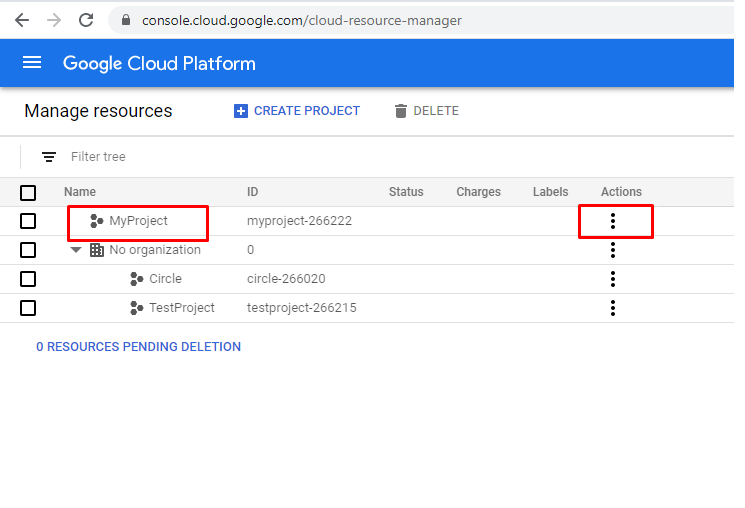 console.cloud.google.com/cloud-resource-manager
Google Cloud Platform
Manage resources CREATE PROJECT DELETE
Filter tree
Name ID Status Charges Labels Actions
MyProject myproject-266222
No organization 0
Circle circle-266020
TestProject testproject-266215
0 RESOURCES PENDING DELETION